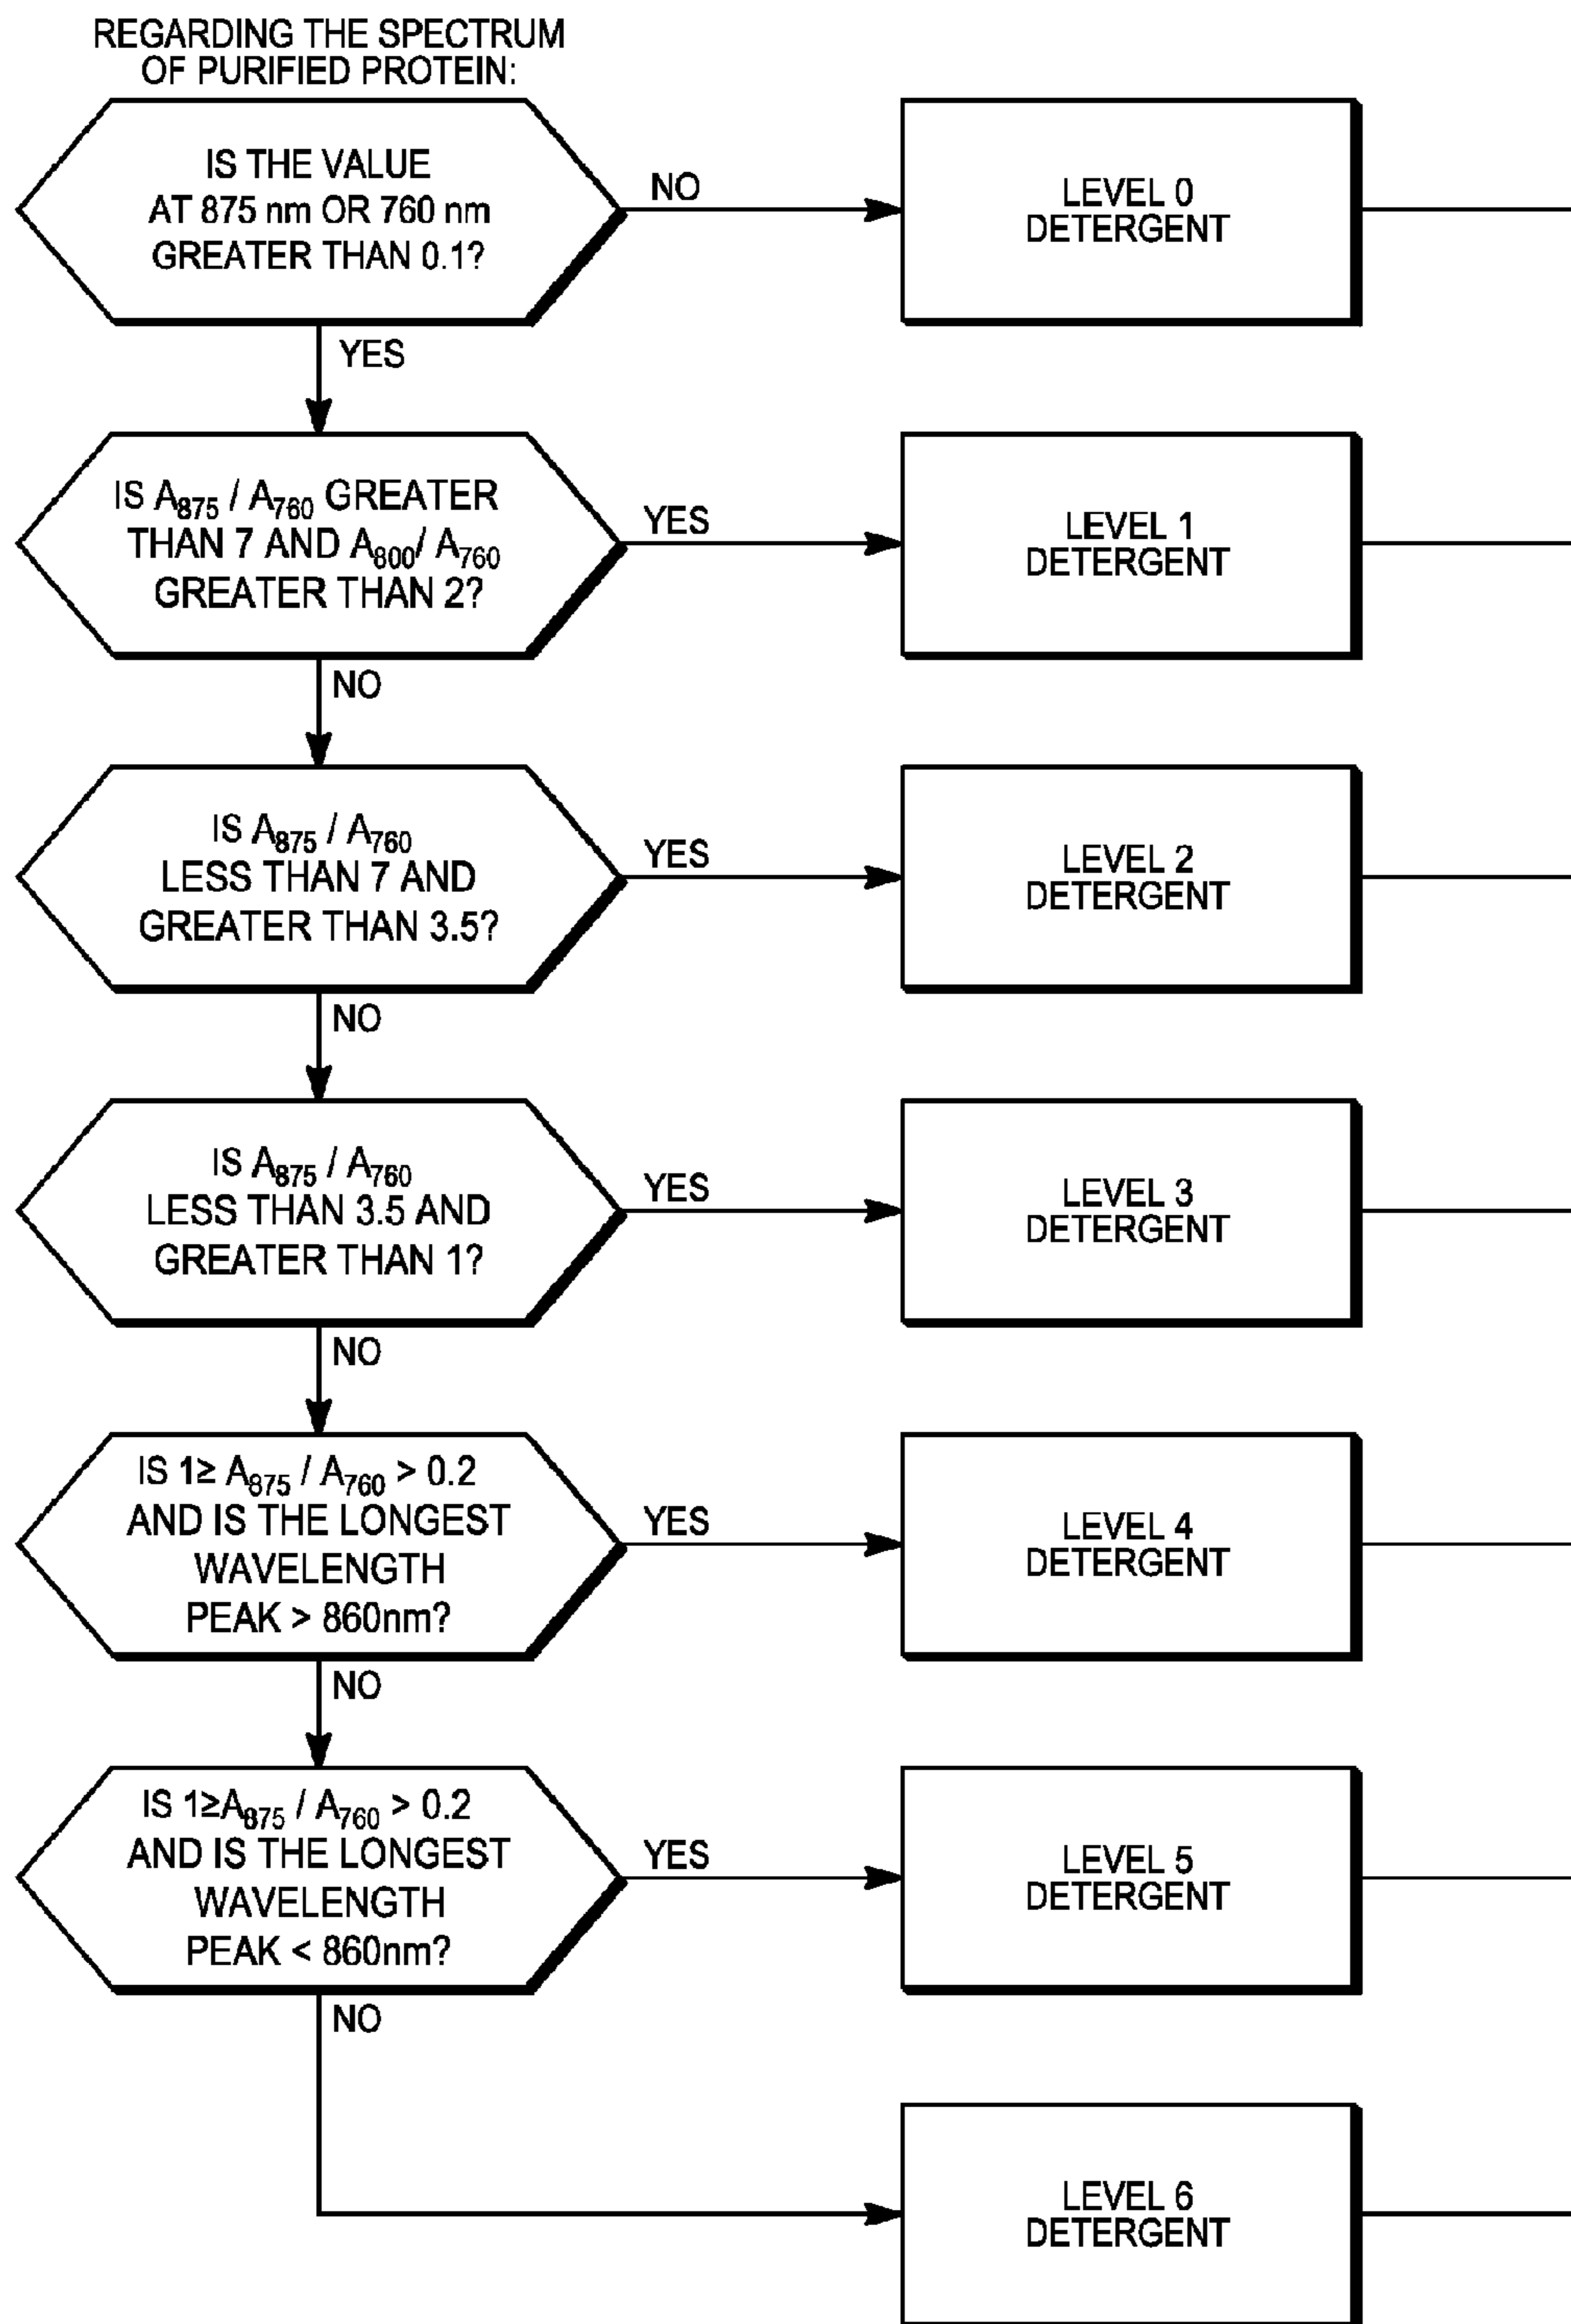 REGARDING THE SPECTRUM
OF PURIFIED PROTEIN:
IS THE VALUE
AT 875 nm OR 760 nm
GREATER THAN 0.1?
NO
LEVEL 0
DETERGENT
YES
IS A875 / A760 GREATER
THAN 7 AND A800/ A760
GREATER THAN 2?
YES
LEVEL 1
DETERGENT
NO
IS A875 / A760
LESS THAN 7 AND
GREATER THAN 3.5?
YES
LEVEL 2
DETERGENT
NO
IS A875 / A760
LESS THAN 3.5 AND
GREATER THAN 1?
YES
LEVEL 3
DETERGENT
NO
IS 1≥ A875 / A760 > 0.2
AND IS THE LONGEST
WAVELENGTH
PEAK > 860nm?
YES
LEVEL 4
DETERGENT
NO
IS 1≥A875 / A760 > 0.2
AND IS THE LONGEST
WAVELENGTH
PEAK < 860nm?
YES
LEVEL 5
DETERGENT
NO
LEVEL 6
DETERGENT